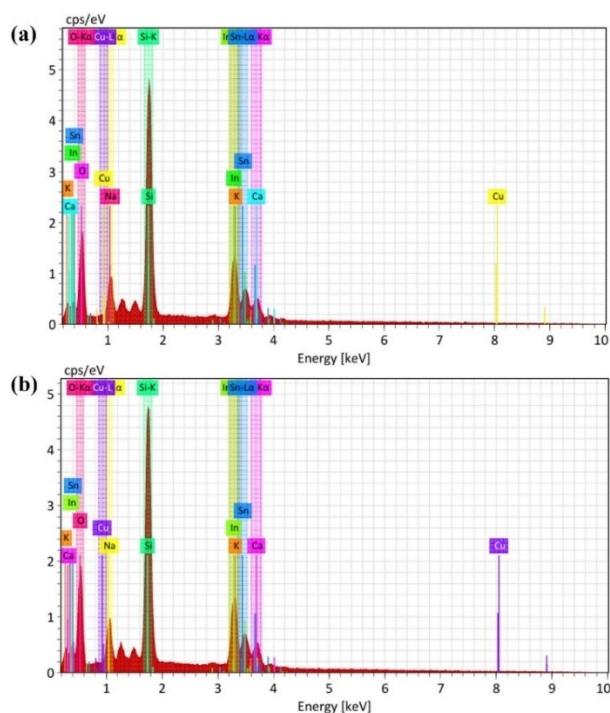 (a)
cps/eV
O-Kα Cu-L α Si-K In Sn-Lα Kα
5
4
Sn
In
Sn
3
K O Cu In Cu
Ca Na Si K Ca
2
1
0
1 2 3 4 5 6 7 8 9 10
Energy [keV]
(b)
cps/eV
O-Kα Cu-L α Si-K In Sn-Lα Kα
5
4
Sn
3
In Sn
K O Cu In Cu
Ca Na Si K Ca
2
1
0
1 2 3 4 5 6 7 8 9 10
Energy [keV]